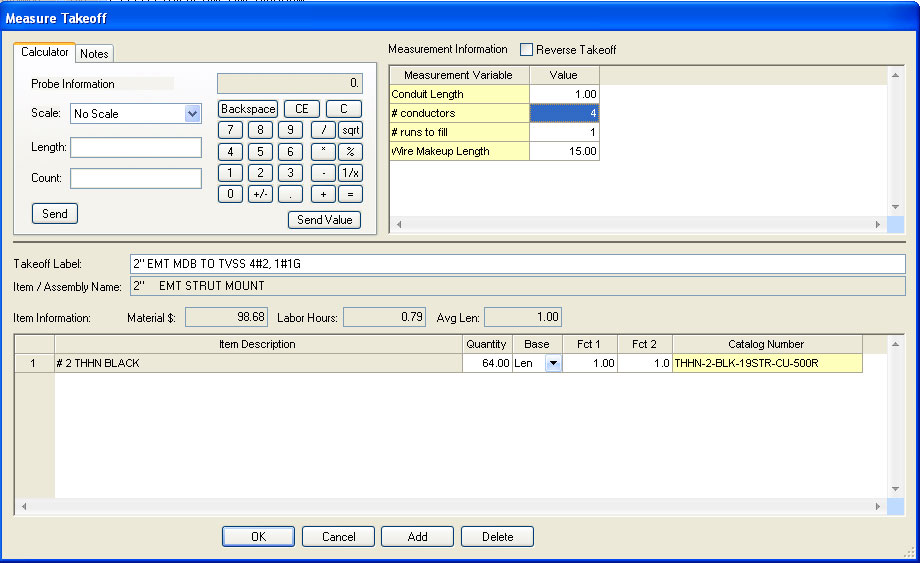 Measure Takeoff
Calculator Notes
Probe Information
0.
Scale: No Scale
Length:
Count:
Send
Backspace CE C
7 8 9 / sqrt
4 5 6 * %
1 2 3 - 1/x
0 +/- . + =
Send Value
Measurement Information Reverse Takeoff
Measurement Variable Value
Conduit Length 1.00
# conductors 4
# runs to fill 1
Wire Makeup Length 15.00
Takeoff Label: 2" EMT MDB TO TVSS 4#2, 1#1G
Item / Assembly Name: 2" EMT STRUT MOUNT
Item Information: Material $: 98.68 Labor Hours: 0.79 Avg Len: 1.00
Item Description Quantity Base Fct 1 Fct 2 Catalog Number
1 # 2 THHN BLACK 64.00 Len 1.00 1.0 THHN-2-BLK-19STR-CU-500R
OK Cancel Add Delete